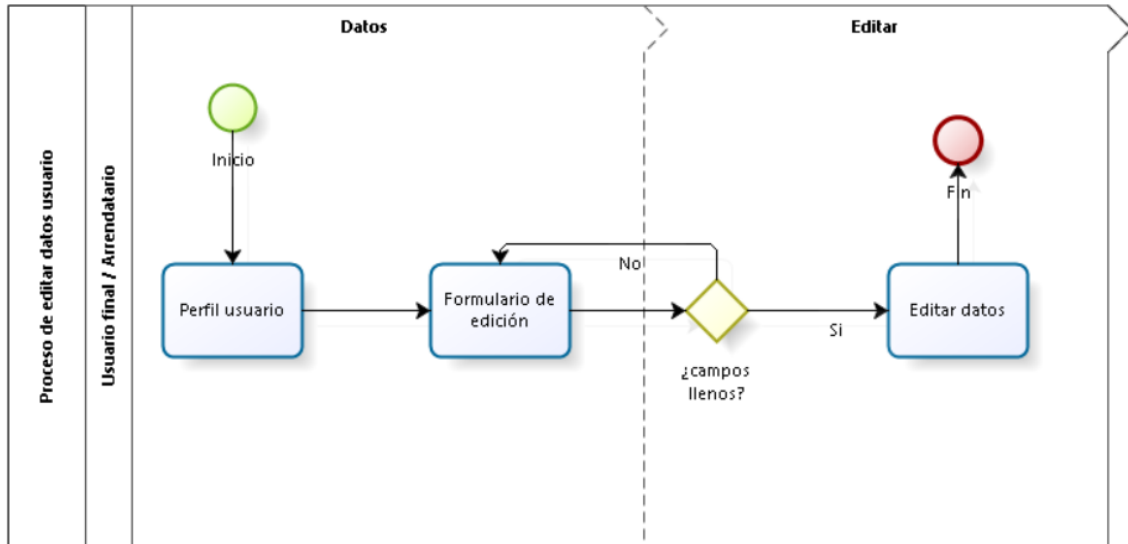 Proceso de editar datos usuario
Usuario final / Arrendatario
Datos
Editar
Inicio
Fin
No
Perfil usuario
Formulario de
edición
Si
Editar datos
¿campos
llenos?